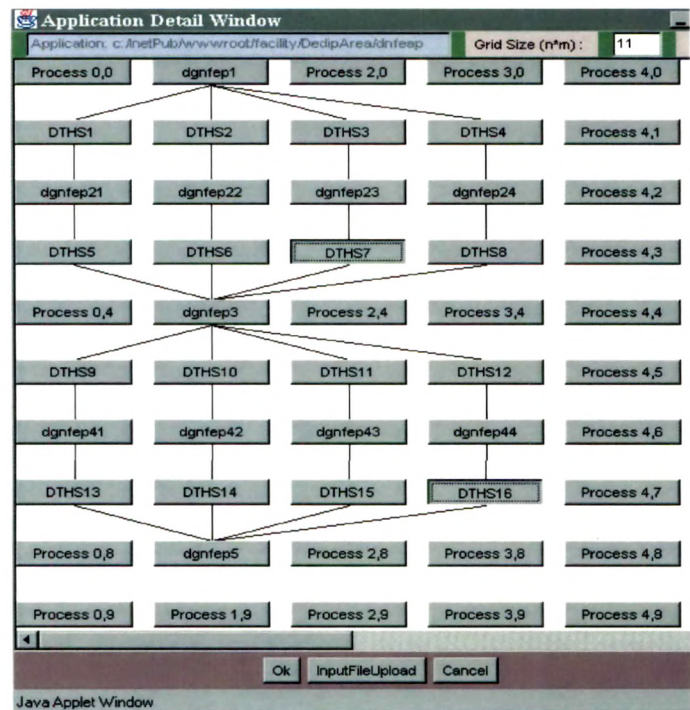 Application Detail Window
Application: c:/InetPub/wwwroot/facility/DedipArea/dnfeap Grid Size (n*m) : 11
Process 0,0 dgnfep1 Process 2,0 Process 3,0 Process 4,0
DTHS1 DTHS2 DTHS3 DTHS4 Process 4,1
dgnfep21 dgnfep22 dgnfep23 dgnfep24 Process 4,2
DTHS5 DTHS6 DTHS7 DTHS8 Process 4,3
Process 0,4 dgnfep3 Process 2,4 Process 3,4 Process 4,4
DTHS9 DTHS10 DTHS11 DTHS12 Process 4,5
dgnfep41 dgnfep42 dgnfep43 dgnfep44 Process 4,6
DTHS13 DTHS14 DTHS15 DTHS16 Process 4,7
Process 0,8 dgnfep5 Process 2,8 Process 3,8 Process 4,8
Process 0,9 Process 1,9 Process 2,9 Process 3,9 Process 4,9
Ok InputFileUpload Cancel
Java Applet Window